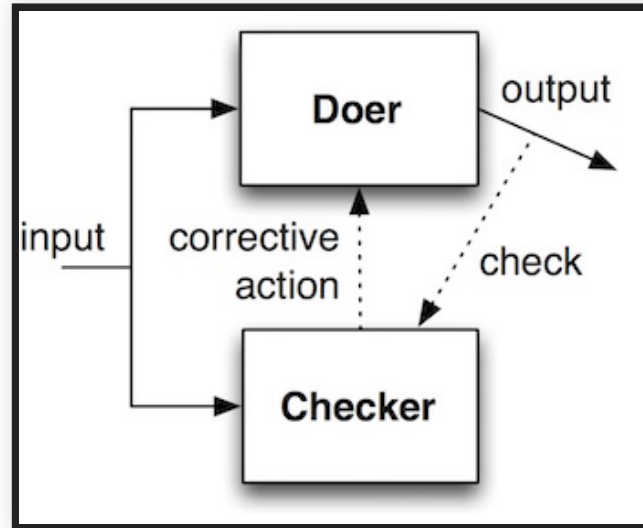 Doer
output
input
corrective
action
check
Checker